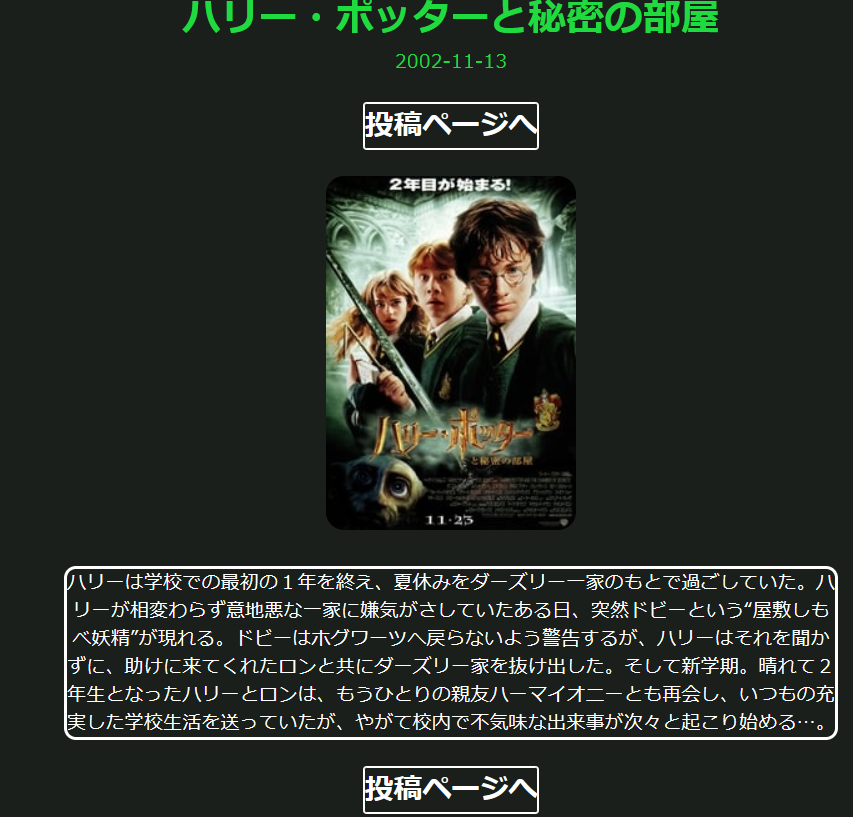 ハリー・ポッターと秘密の部屋
2002-11-13
投稿ページへ
2年目が始まる!
ハリー・ポッター
と秘密の部屋
11·23
ハリーは学校での最初の１年を終え、夏休みをダーズリー一家のもとで過ごしていた。ハ
リーが相変わらず意地悪な一家に嫌気がさしていたある日、突然ドビーという“屋敷しも
べ妖精”が現れる。ドビーはホグワーツへ戻らないよう警告するが、ハリーはそれを聞か
ずに、助けに来てくれたロンと共にダーズリー家を抜け出した。そして新学期。晴れて２
年生となったハリーとロンは、もうひとりの親友ハーマイオニーとも再会し、いつもの充
実した学校生活を送っていたが、やがて校内で不気味な出来事が次々と起こり始める…。
投稿ページへ